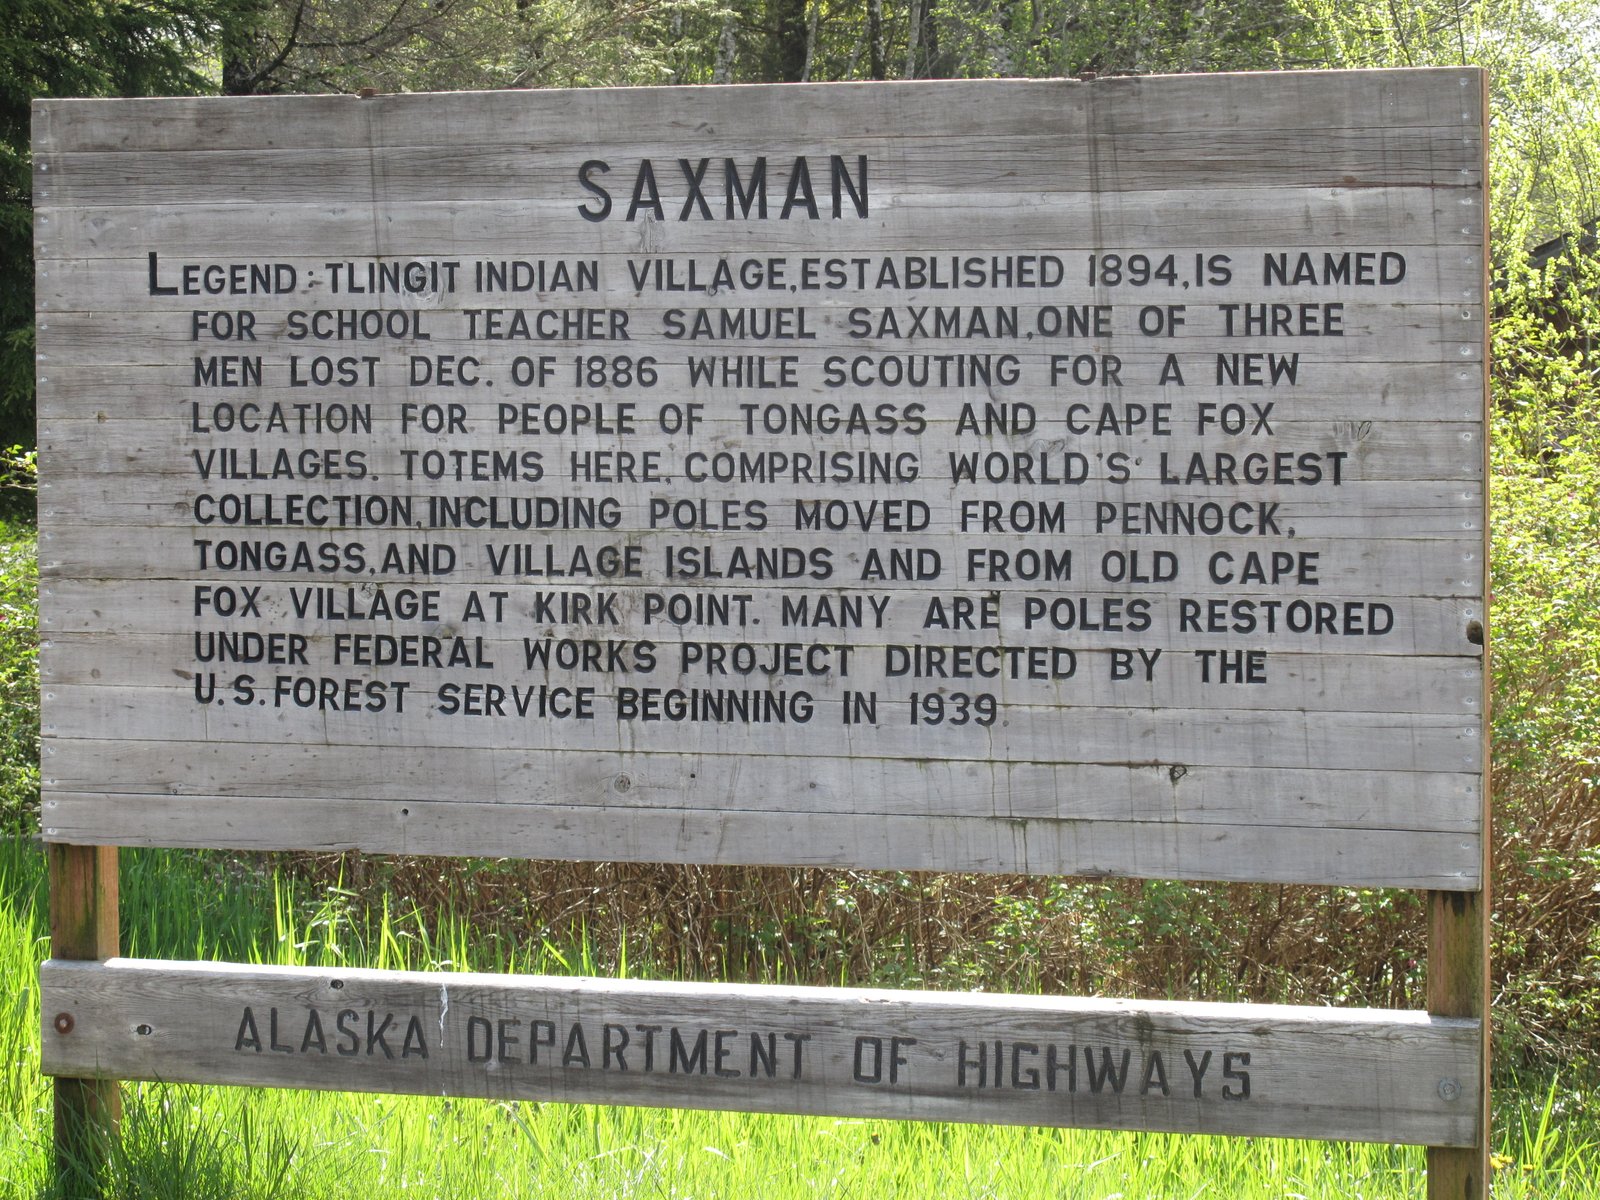 SAXMAN
LEGEND: TLINGIT INDIAN VILLAGE, ESTABLISHED 1894, IS NAMED
FOR SCHOOL TEACHER SAMUEL SAXMAN, ONE OF THREE
MEN LOST DEC. OF 1886 WHILE SCOUTING FOR A NEW
LOCATION FOR PEOPLE OF TONGASS AND CAPE FOX
VILLAGES. TOTEMS HERE, COMPRISING WORLD'S LARGEST
COLLECTION, INCLUDING POLES MOVED FROM PENNOCK,
TONGASS, AND VILLAGE ISLANDS AND FROM OLD CAPE
FOX VILLAGE AT KIRK POINT. MANY ARE POLES RESTORED
UNDER FEDERAL WORKS PROJECT DIRECTED BY THE
U.S. FOREST SERVICE BEGINNING IN 1939.
ALASKA DEPARTMENT OF HIGHWAYS